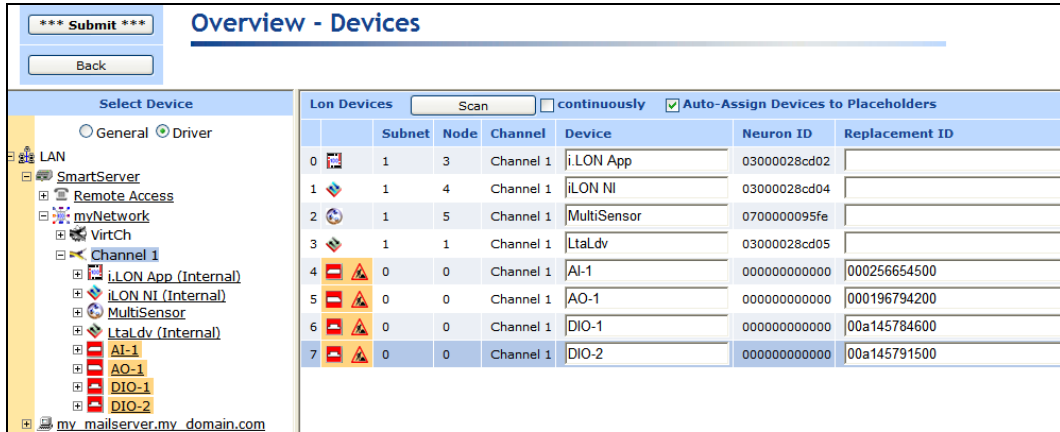 *** Submit ***
Overview - Devices
Back
Select Device
General Driver
LAN
SmartServer
Remote Access
myNetwork
VirtCh
Channel 1
i.LON App (Internal)
iLON NI (Internal)
MultiSensor
LtaLdv (Internal)
AI-1
AO-1
DIO-1
DIO-2
my_mailserver.my_domain.com
Lon Devices Scan continuously Auto-Assign Devices to Placeholders
Subnet Node Channel Device Neuron ID Replacement ID
0 1 3 Channel 1 i.LON App 03000028cd02
1 1 4 Channel 1 iLON NI 03000028cd04
2 1 5 Channel 1 MultiSensor 0700000095fe
3 1 1 Channel 1 LtaLdv 03000028cd05
4 0 0 Channel 1 AI-1 000000000000 000256654500
5 0 0 Channel 1 AO-1 000000000000 000196794200
6 0 0 Channel 1 DIO-1 000000000000 00a145784600
7 0 0 Channel 1 DIO-2 000000000000 00a145791500